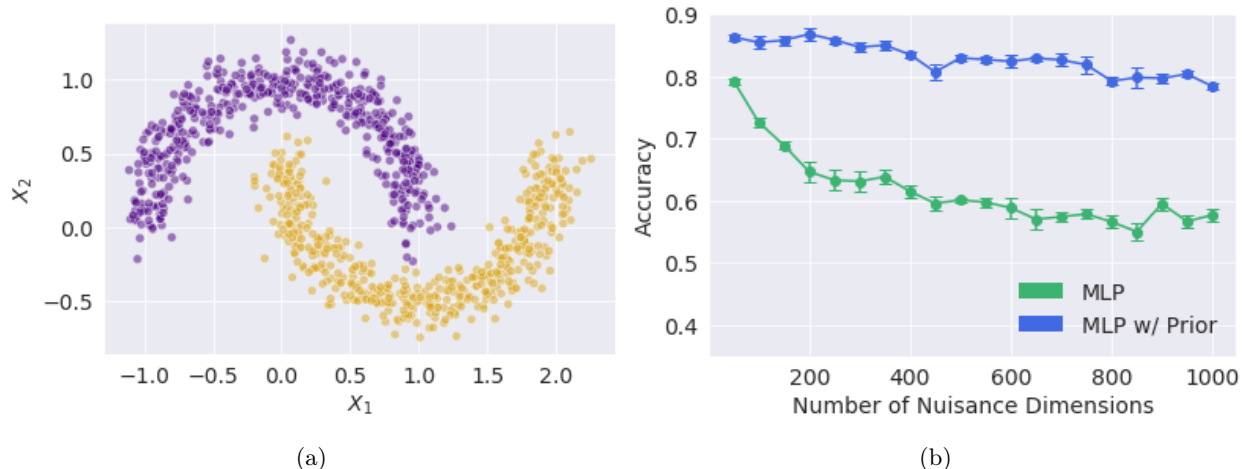 1.0
0.5
0.0
−0.5
X2
−1.0 −0.5 0.0 0.5 1.0 1.5 2.0
X1
(a)
0.9
0.8
0.7
0.6
0.5
0.4
Accuracy
MLP
MLP w/ Prior
200 400 600 800 1000
Number of Nuisance Dimensions
(b)